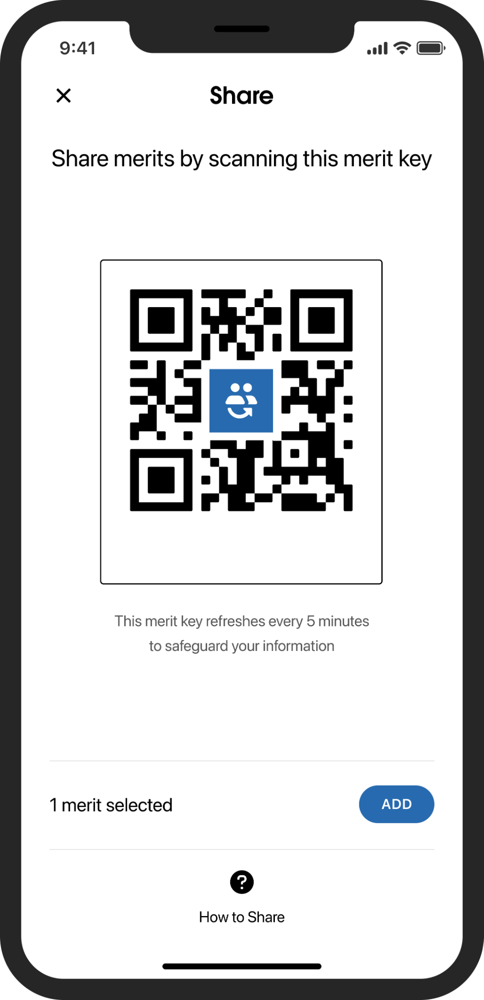 9:41
Share
Share merits by scanning this merit key
This merit key refreshes every 5 minutes
to safeguard your information
1 merit selected
ADD
?
How to Share